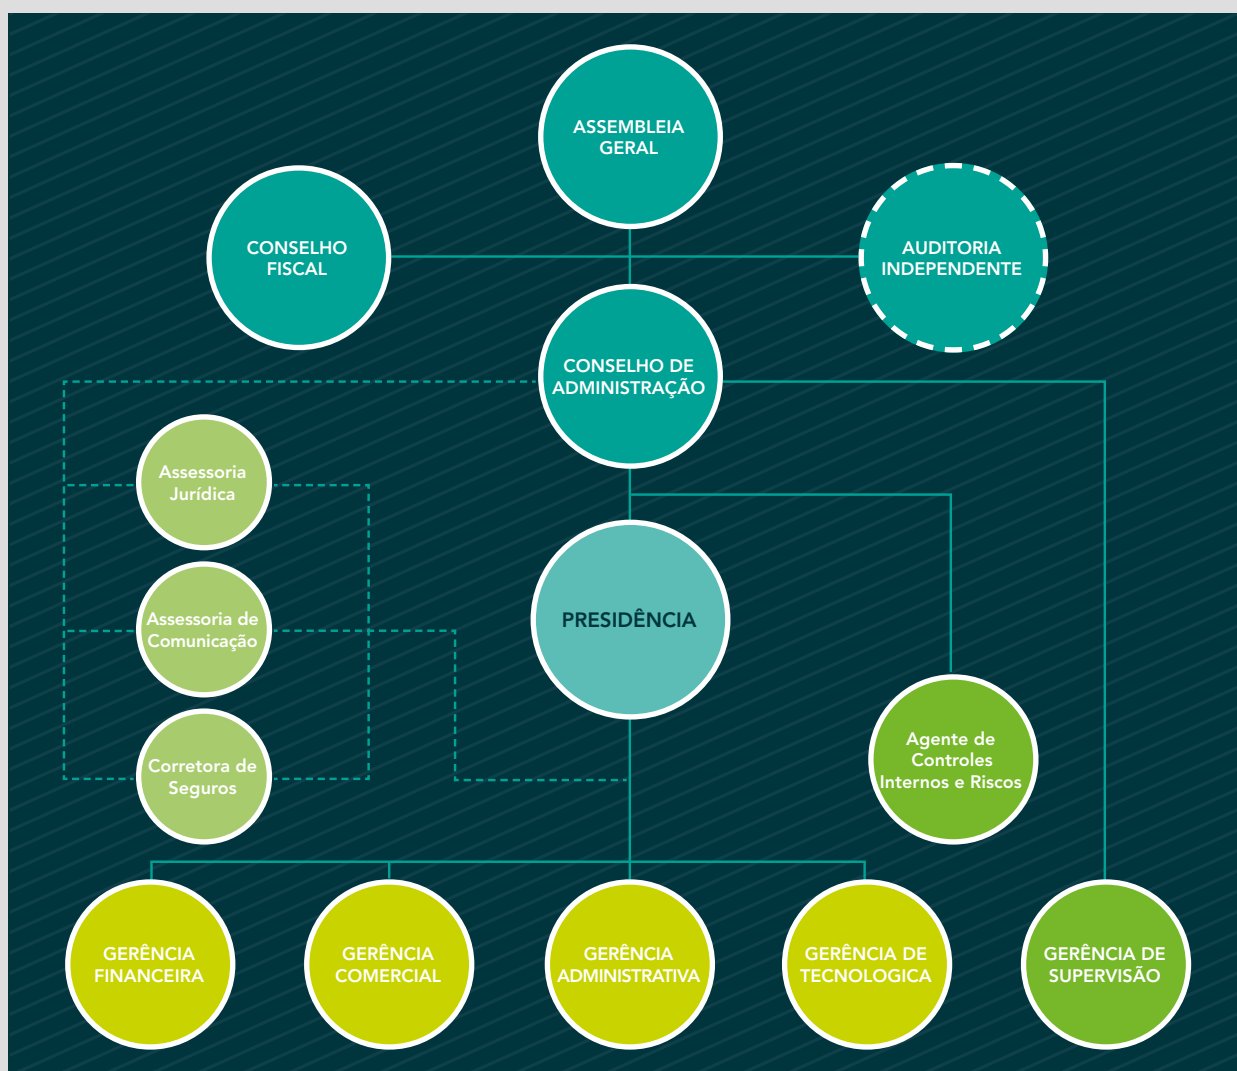 ASSEMBLEIA
GERAL
CONSELHO
FISCAL
AUDITORIA
INDEPENDENTE
CONSELHO DE
ADMINISTRAÇÃO
Assessoria
Jurídica
Assessoria de
Comunicação
PRESIDÊNCIA
Corretora de
Seguros
Agente de
Controles
Internos e Riscos
GERÊNCIA
FINANCEIRA
GERÊNCIA
COMERCIAL
GERÊNCIA
ADMINISTRATIVA
GERÊNCIA DE
TECNOLOGICA
GERÊNCIA DE
SUPERVISÃO